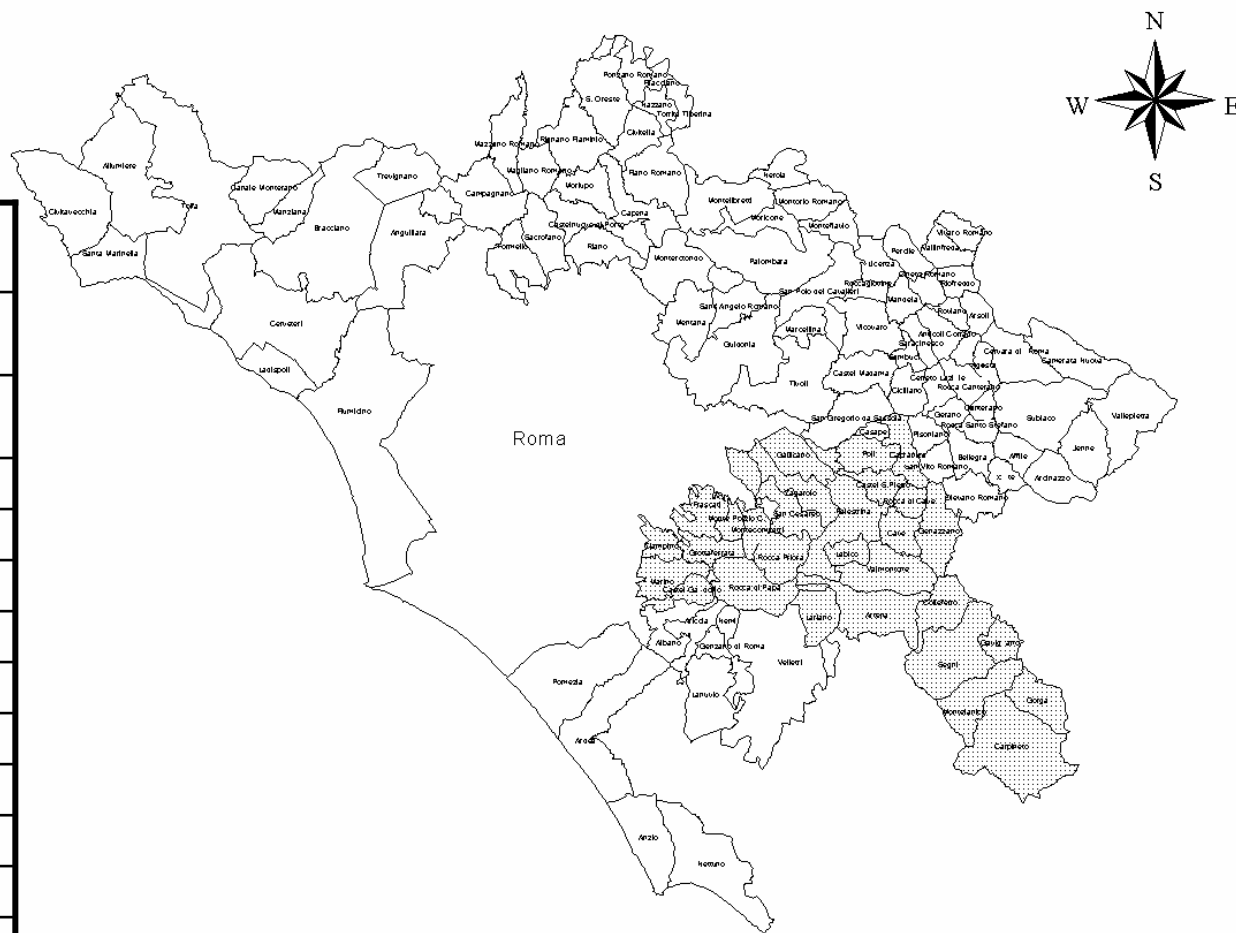 N
W E
S
Ponzano Romano
S. Oreste
Nazzano
Torrita Tiberina
Civitella
Mazzano Romano
Rignano Flaminio
Magliano Romano
Fiano Romano
Morlupo
Campagnano
Capena
Castelnuovo di Porto
Sacrofano
Riano
Formello
Allumiere
Tolfa
Civitavecchia
Santa Marinella
Canale Monterano
Manziana
Bracciano
Trevignano
Anguillara
Cerveteri
Ladispoli
Fiumicino
Roma
Nerola
Montelibretti
Montorio Romano
Moricone
Monteflavio
Palombara
Monterotondo
Mentana
Sant Angelo Romano
Guidonia
Marcellina
San Polo dei Cavalieri
Tivoli
Licenza
Percile
Roccagiovine
Mandela
Vicovaro
Vivaro Romano
Vallinfreda
Riofreddo
Roviano
Arsoli
Anticoli Corrado
Saracinesco
Sambuci
Castel Madama
Ciciliano
Cervara di Roma
Camerata Nuova
Agosta
Rocca Canterano
Canterano
Gerano
Rocca Santo Stefano
Subiaco
Vallepietra
Jenne
Affile
Arcinazzo
Bellegra
Olevano Romano
San Vito Romano
Pisoniano
San Gregorio da Sassola
Casape
Poli
Capranica
Gallicano
Zagarolo
San Cesareo
Palestrina
Castel S.Pietro
Rocca di Cave
Cave
Genazzano
Labico
Valmontone
Frascati
Monte Porzio C.
Montecompatri
Ciampino
Grottaferrata
Rocca Priora
Marino
Rocca di Papa
Ariccia
Nemi
Albano
Genzano di Roma
Lanuvio
Velletri
Lariano
Artena
Colleferro
Segni
Gorga
Montelanico
Carpineto
Pomezia
Ardea
Anzio
Nettuno